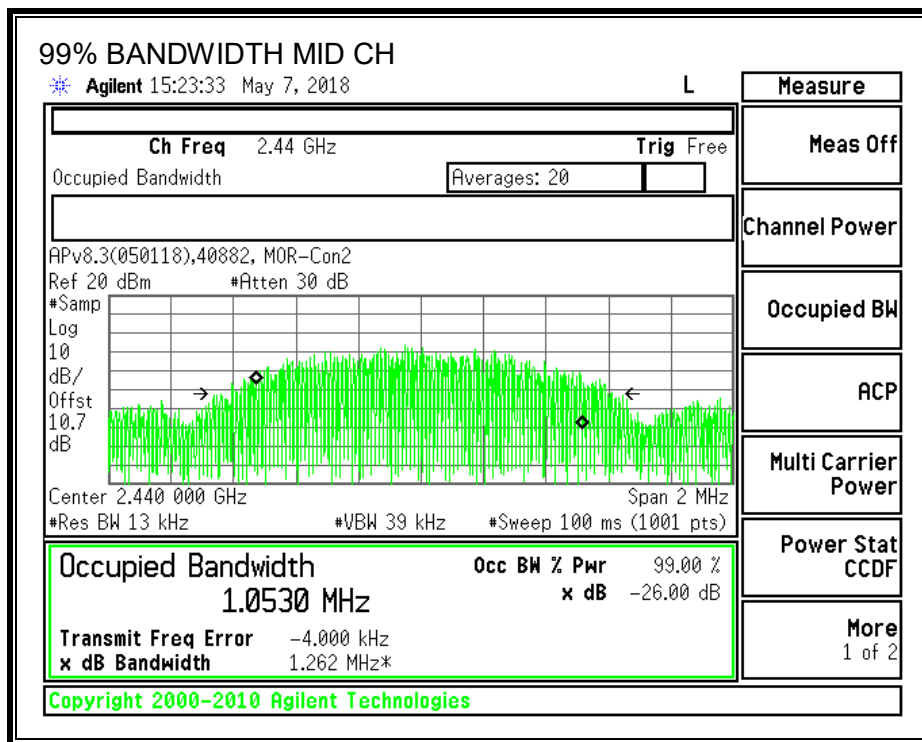 99% BANDWIDTH MID CH
Agilent 15:23:33 May 7, 2018 L
Measure
Ch Freq 2.44 GHz Trig Free
Meas Off
Occupied Bandwidth Averages: 20
Channel Power
APv8.3(050118),40882, MOR-Con2
Ref 20 dBm #Atten 30 dB
#Samp
Log
10
dB/
Offst
10.7
dB
Occupied BW
ACP
Multi Carrier
Power
Center 2.440 000 GHz Span 2 MHz
#Res BW 13 kHz #VBW 39 kHz #Sweep 100 ms (1001 pts)
Power Stat
CCDF
Occupied Bandwidth Occ BW % Pwr 99.00 %
1.0530 MHz x dB -26.00 dB
Transmit Freq Error -4.000 kHz
x dB Bandwidth 1.262 MHz*
More
1 of 2
Copyright 2000-2010 Agilent Technologies